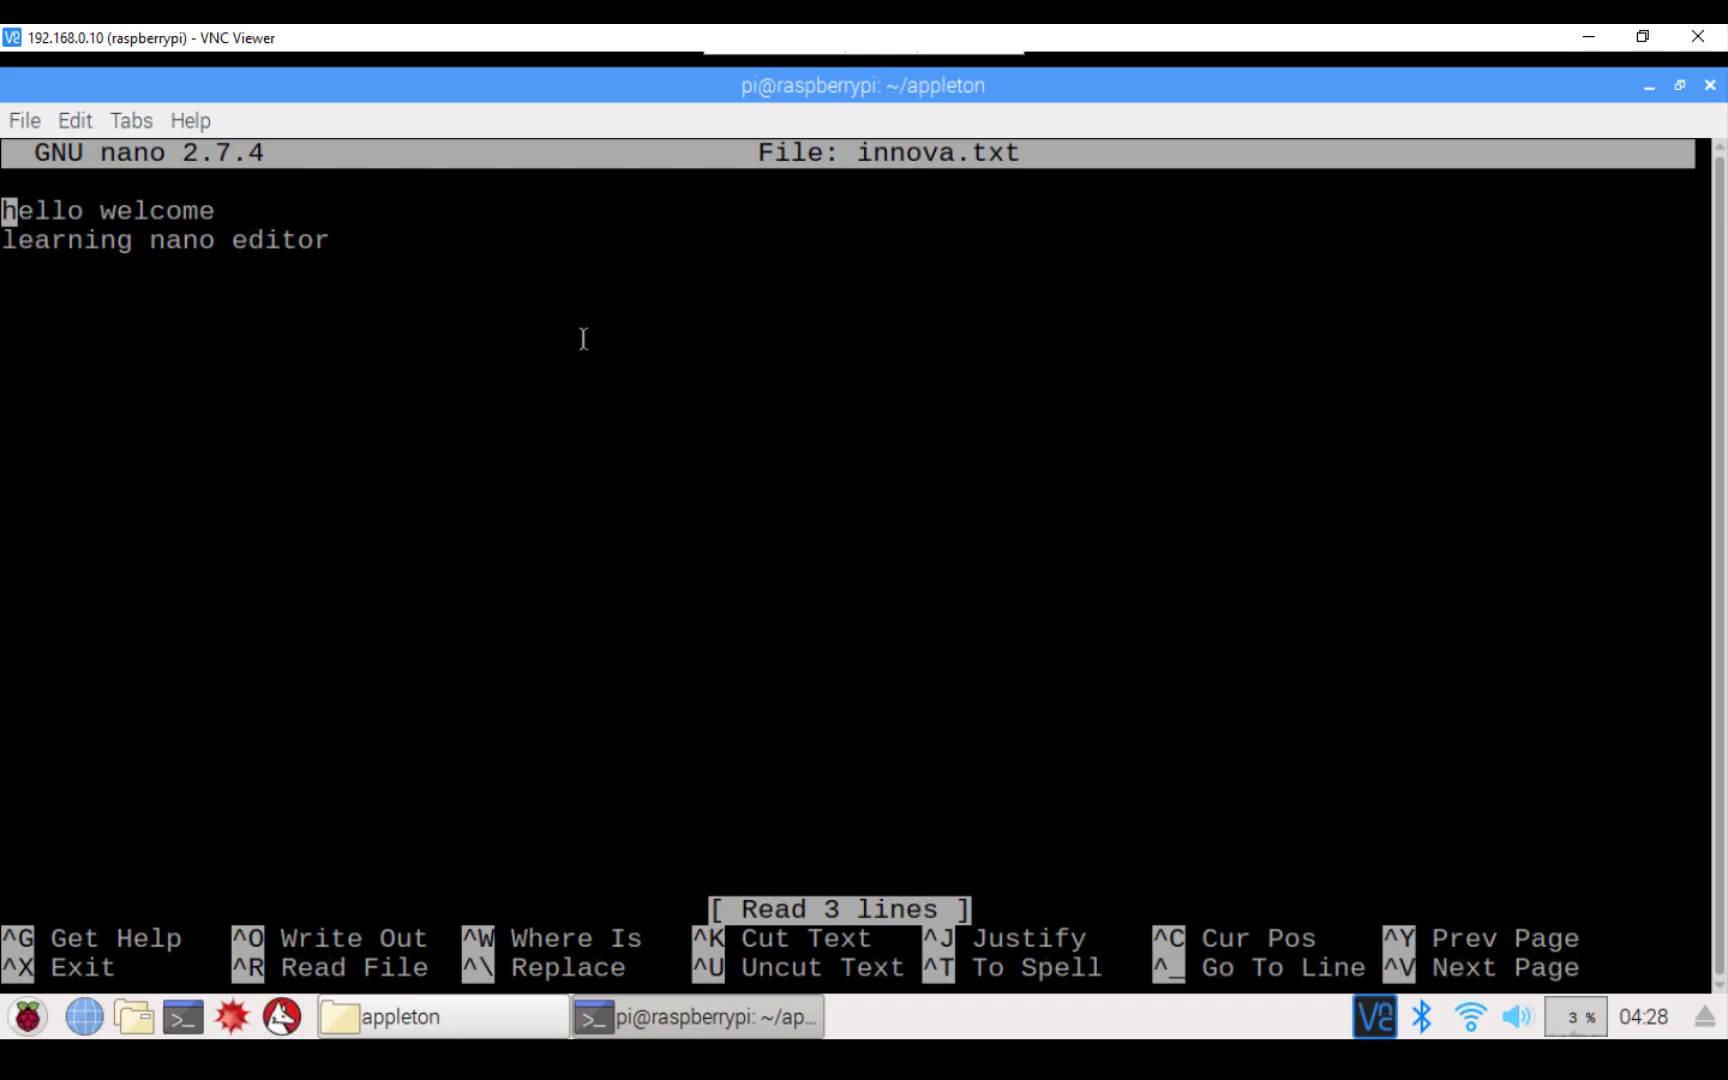 192.168.0.10 (raspberrypi) - VNC Viewer
pi@raspberrypi: ~/appleton
File Edit Tabs Help
GNU nano 2.7.4 File: innova.txt
hello welcome
learning nano editor
[ Read 3 lines ]
^G Get Help ^O Write Out ^W Where Is ^K Cut Text ^J Justify ^C Cur Pos ^Y Prev Page
^X Exit ^R Read File ^\ Replace ^U Uncut Text ^T To Spell ^_ Go To Line ^V Next Page
appleton pi@raspberrypi: ~/ap... 3 % 04:28